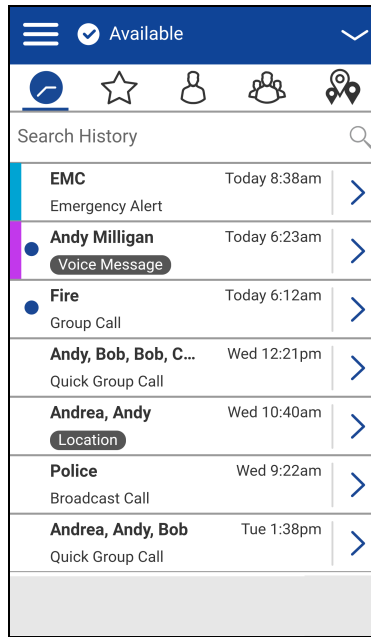 Available
Search History
EMC Today 8:38am
Emergency Alert
Andy Milligan Today 6:23am
Voice Message
Fire Today 6:12am
Group Call
Andy, Bob, Bob, C... Wed 12:21pm
Quick Group Call
Andrea, Andy Wed 10:40am
Location
Police Wed 9:22am
Broadcast Call
Andrea, Andy, Bob Tue 1:38pm
Quick Group Call